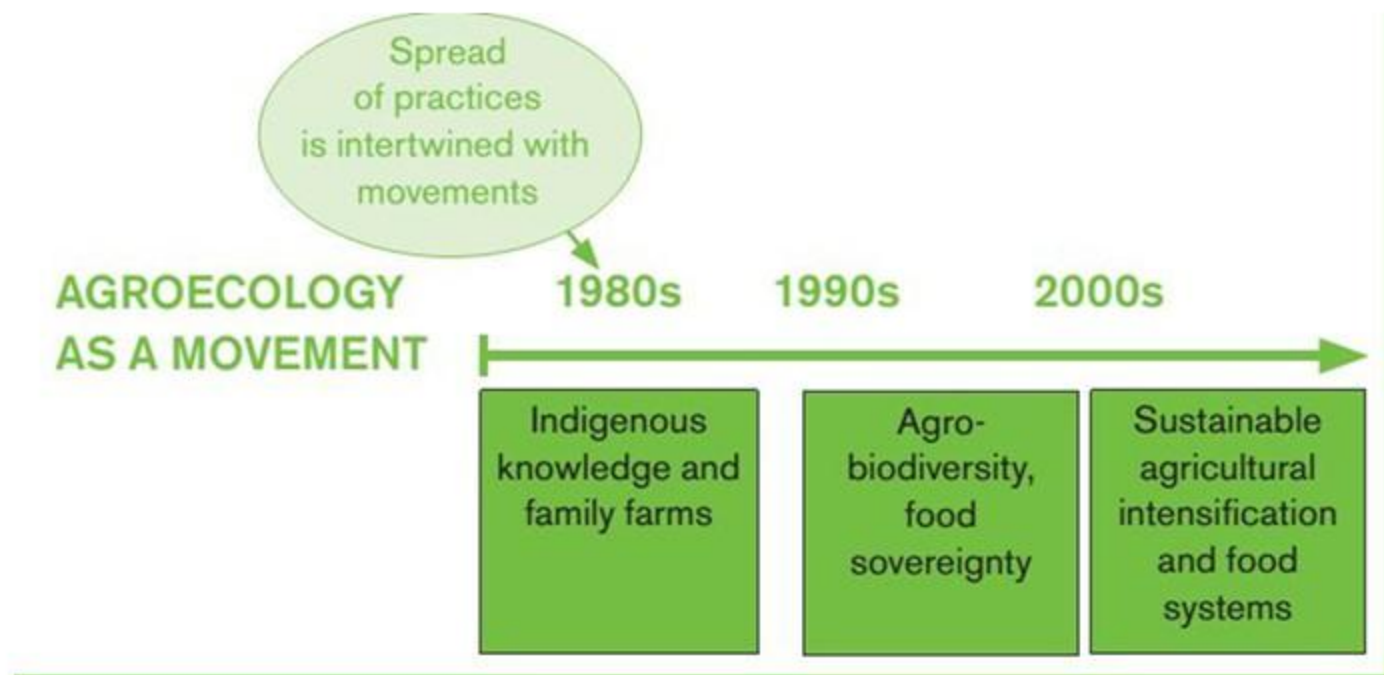 Spread
of practices
is intertwined with
movements
AGROECOLOGY
AS A MOVEMENT
1980s
1990s
2000s
Indigenous
knowledge and
family farms
Agro-
biodiversity,
food
sovereignty
Sustainable
agricultural
intensification
and food
systems